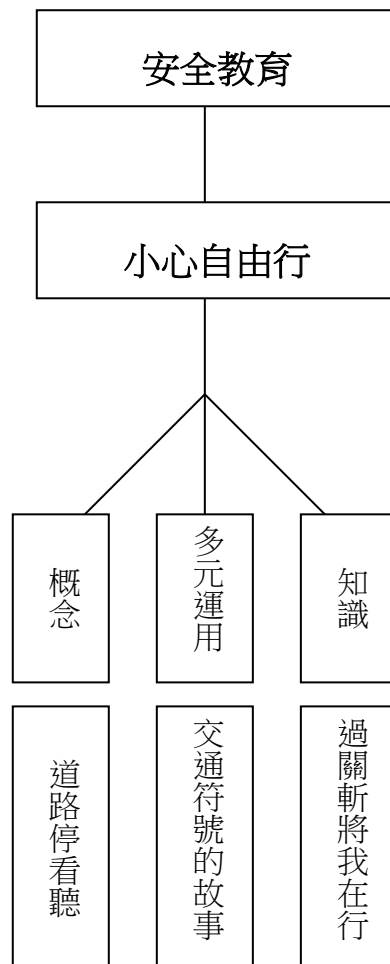 安全教育
小心自由行
概念
多元運用
知識
道路停看聽
交通符號的故事
過關斬將我在行